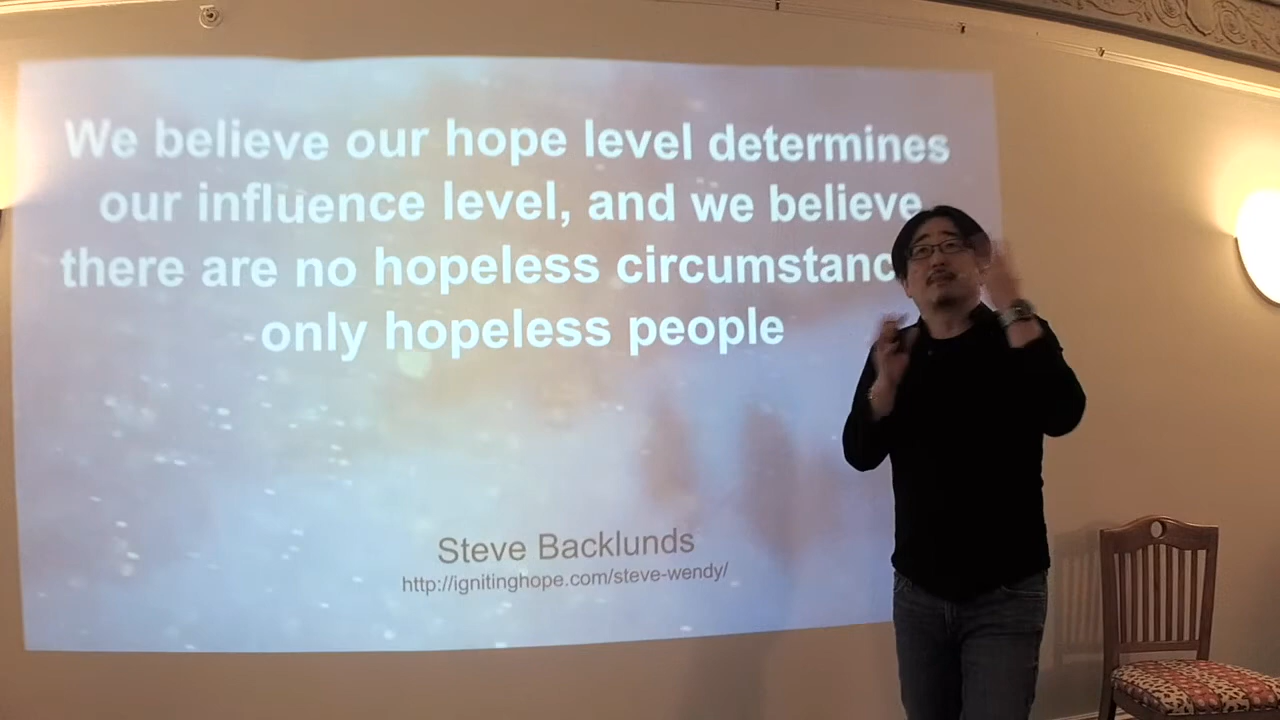 We believe our hope level determines
our influence level, and we believe
there are no hopeless circumstanc
only hopeless people
Steve Backlunds
http://ignitinghope.com/steve-wendy/